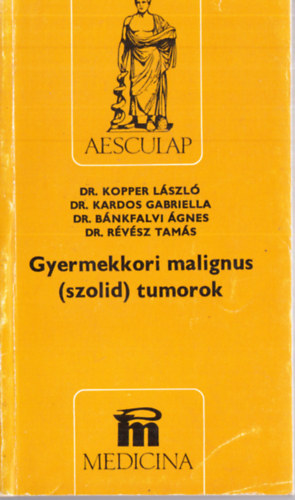 AESCULAP
DR. KOPPER LÁSZLÓ
DR. KARDOS GABRIELLA
DR. BÁNKFALVI ÁGNES
DR. RÉVÉSZ TAMÁS
Gyermekkori malignus
(szolid) tumorok
m
MEDICINA